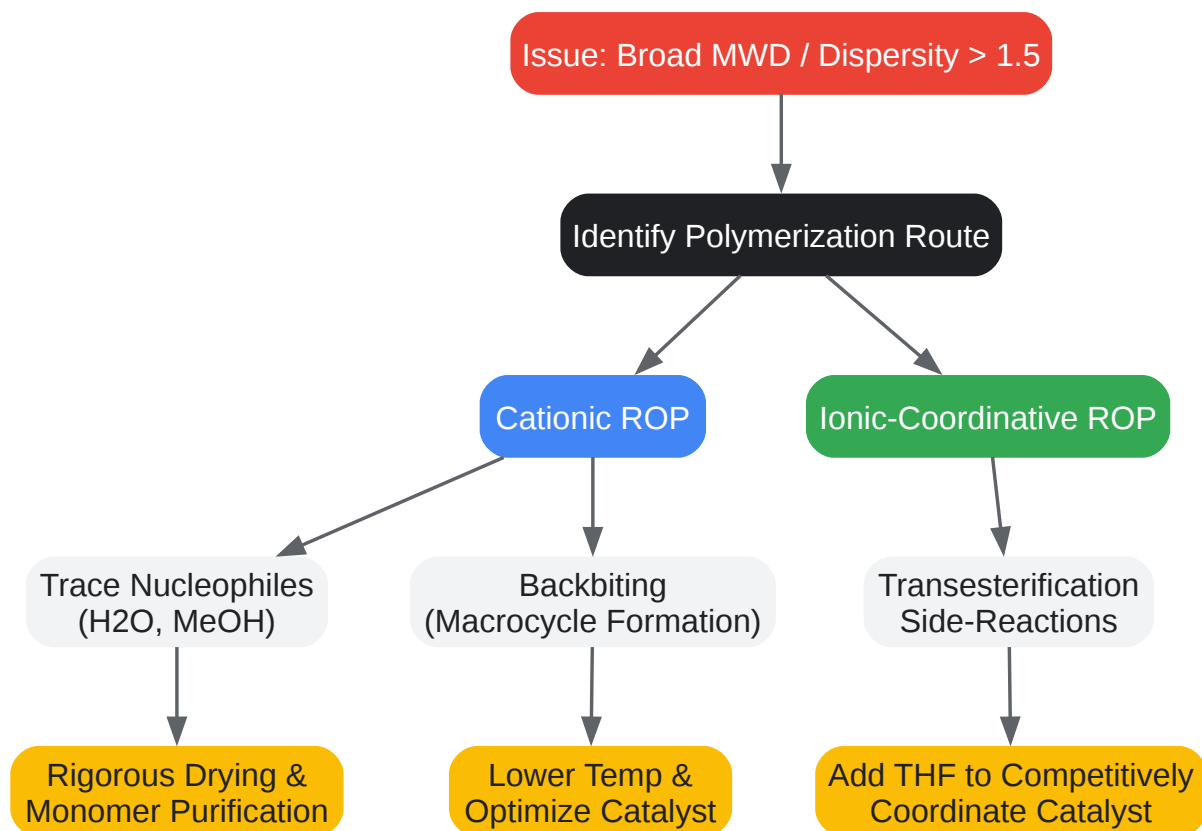 Issue: Broad MWD / Dispersity > 1.5
Identify Polymerization Route
Cationic ROP
Ionic-Coordinative ROP
Trace Nucleophiles
(H2O, MeOH)
Backbiting
(Macrocycle Formation)
Transesterification
Side-Reactions
Rigorous Drying &
Monomer Purification
Lower Temp &
Optimize Catalyst
Add THF to Competitively
Coordinate Catalyst